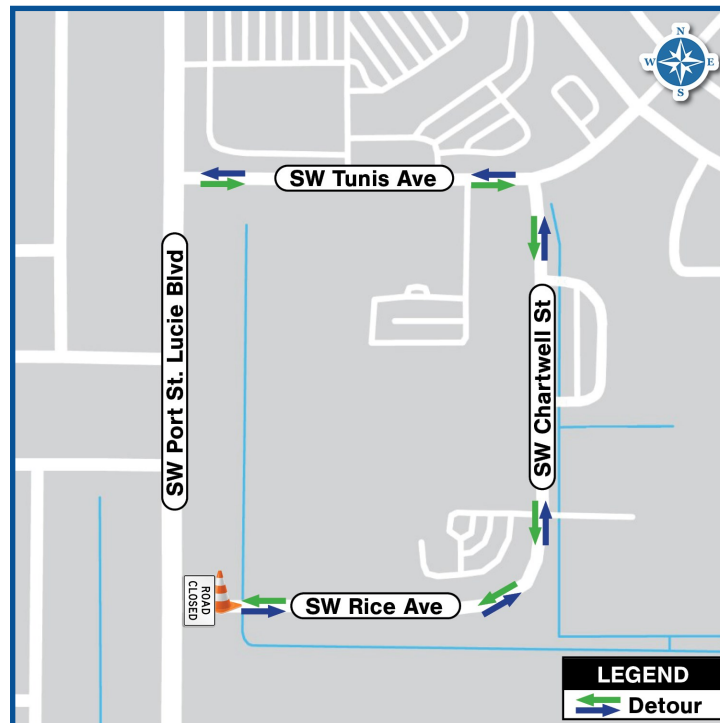 N
W E
S
SW Tunis Ave
SW Port St. Lucie Blvd
SW Chartwell St
ROAD
CLOSED
SW Rice Ave
LEGEND
Detour